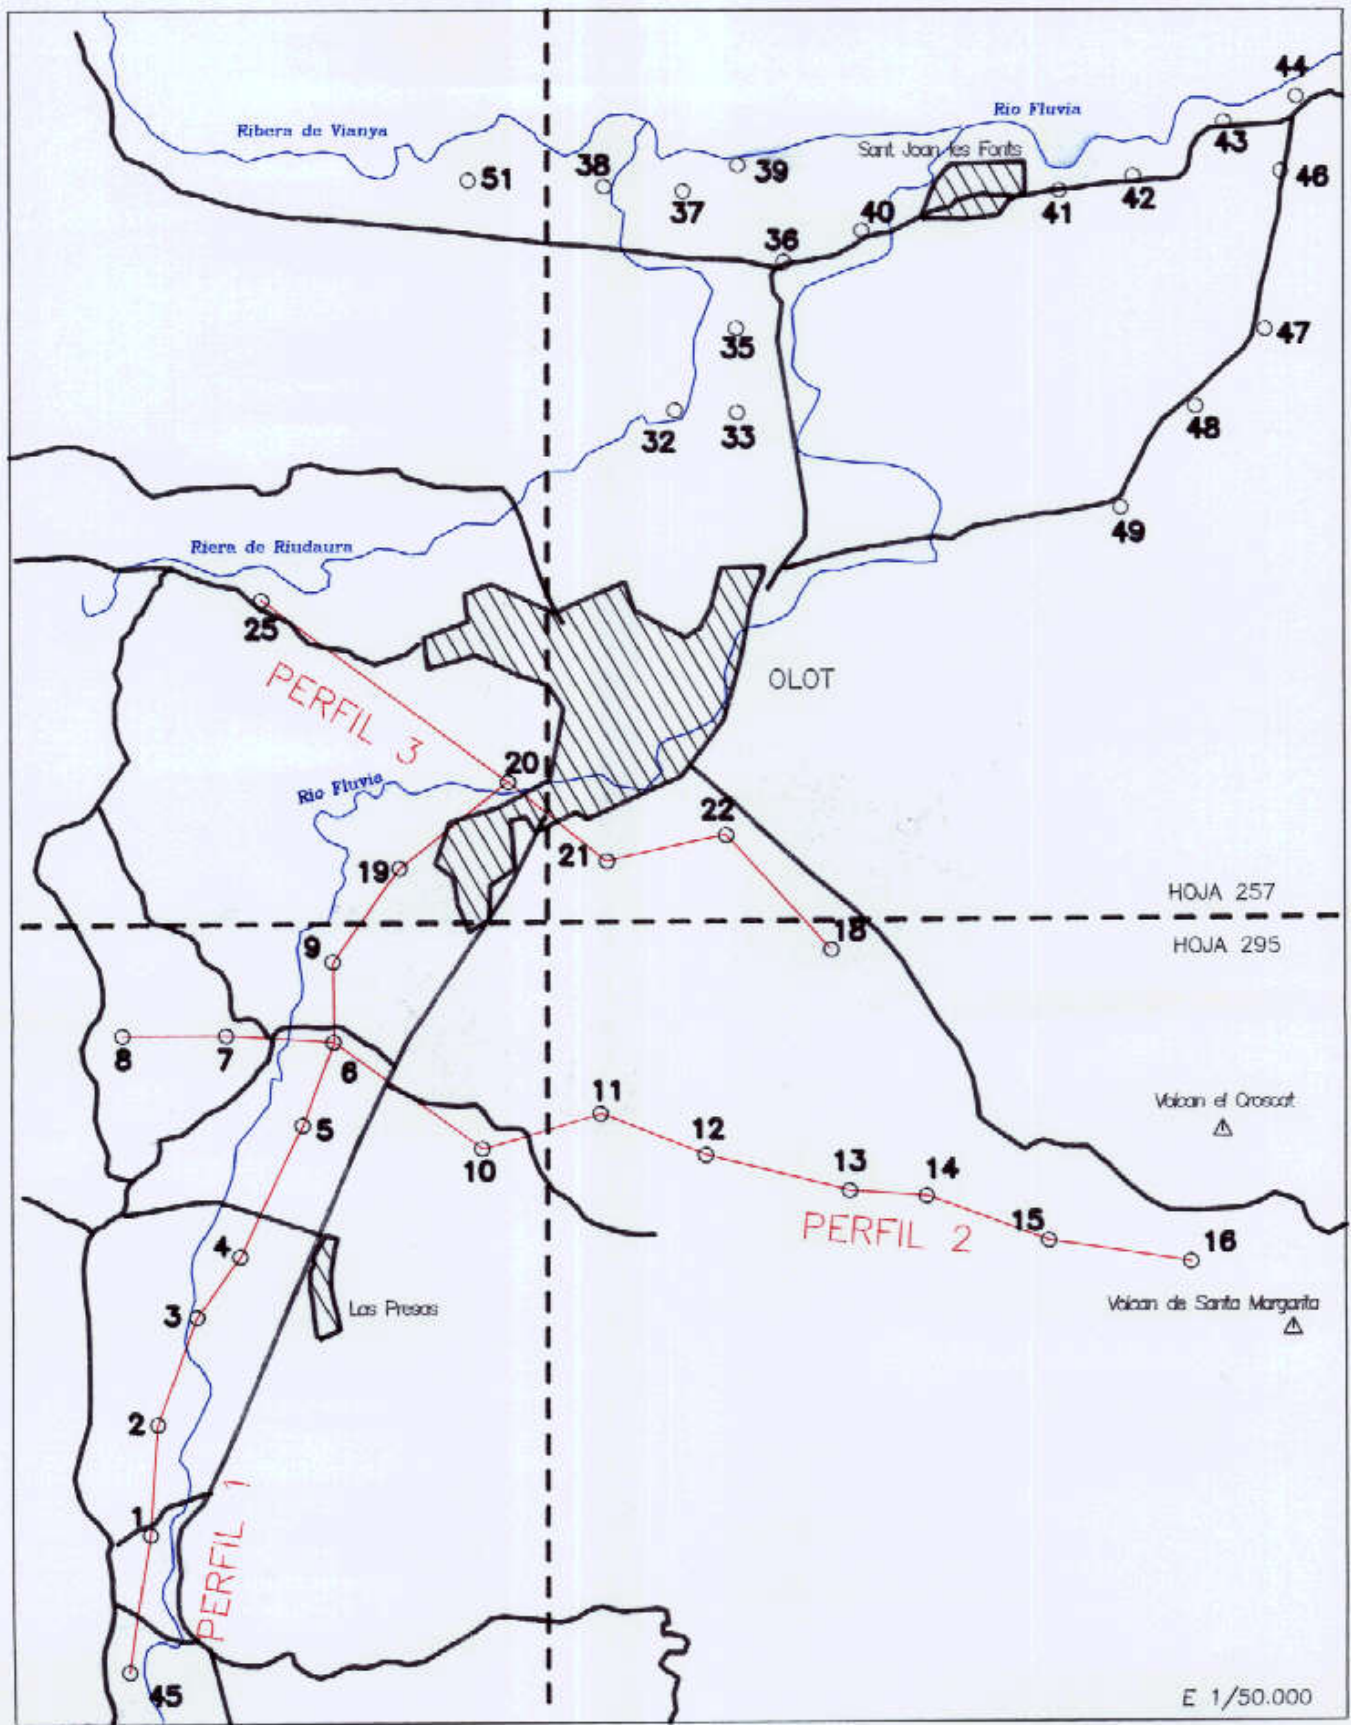 44
Rio Fluvia
43
Ribera de Vianya
Sant Joan les Fonts
38
39
51
37
42
46
41
40
36
35
47
32
33
48
49
Riera de Riudaura
25
OLOT
PERFIL 3
20
Rio Fluvia
22
19
21
HOJA 257
18
HOJA 295
9
8
7
6
11
Volcan el Croscat
5
12
10
13
14
PERFIL 2
15
16
4
3
Las Presas
Volcan de Santa Margarita
2
1
PERFIL 1
45
E 1/50.000